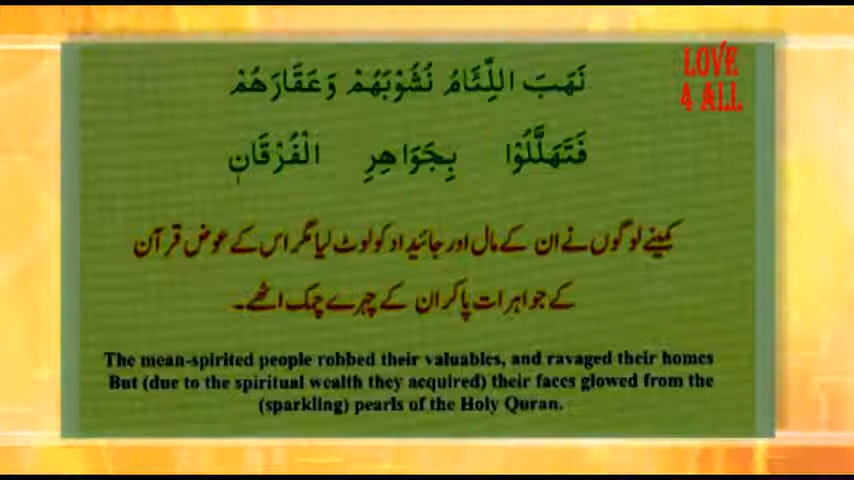 LOVE
4 ALL
نَهَبَ اللِّئَامُ نُشُوْبَهُمْ وَعَقَارَهُمْ
فَتَهَلَّلُوْا بِجَوَاهِرِ الْفُرْقَانٖ
کمینے لوگوں نے ان کے مال اور جائیداد کو لوٹ لیا مگر اس کے عوض قرآن
کے جواہرات پا کر ان کے چہرے چمک اٹھے۔
The mean-spirited people robbed their valuables, and ravaged their homes
But (due to the spiritual wealth they acquired) their faces glowed from the
(sparkling) pearls of the Holy Quran.